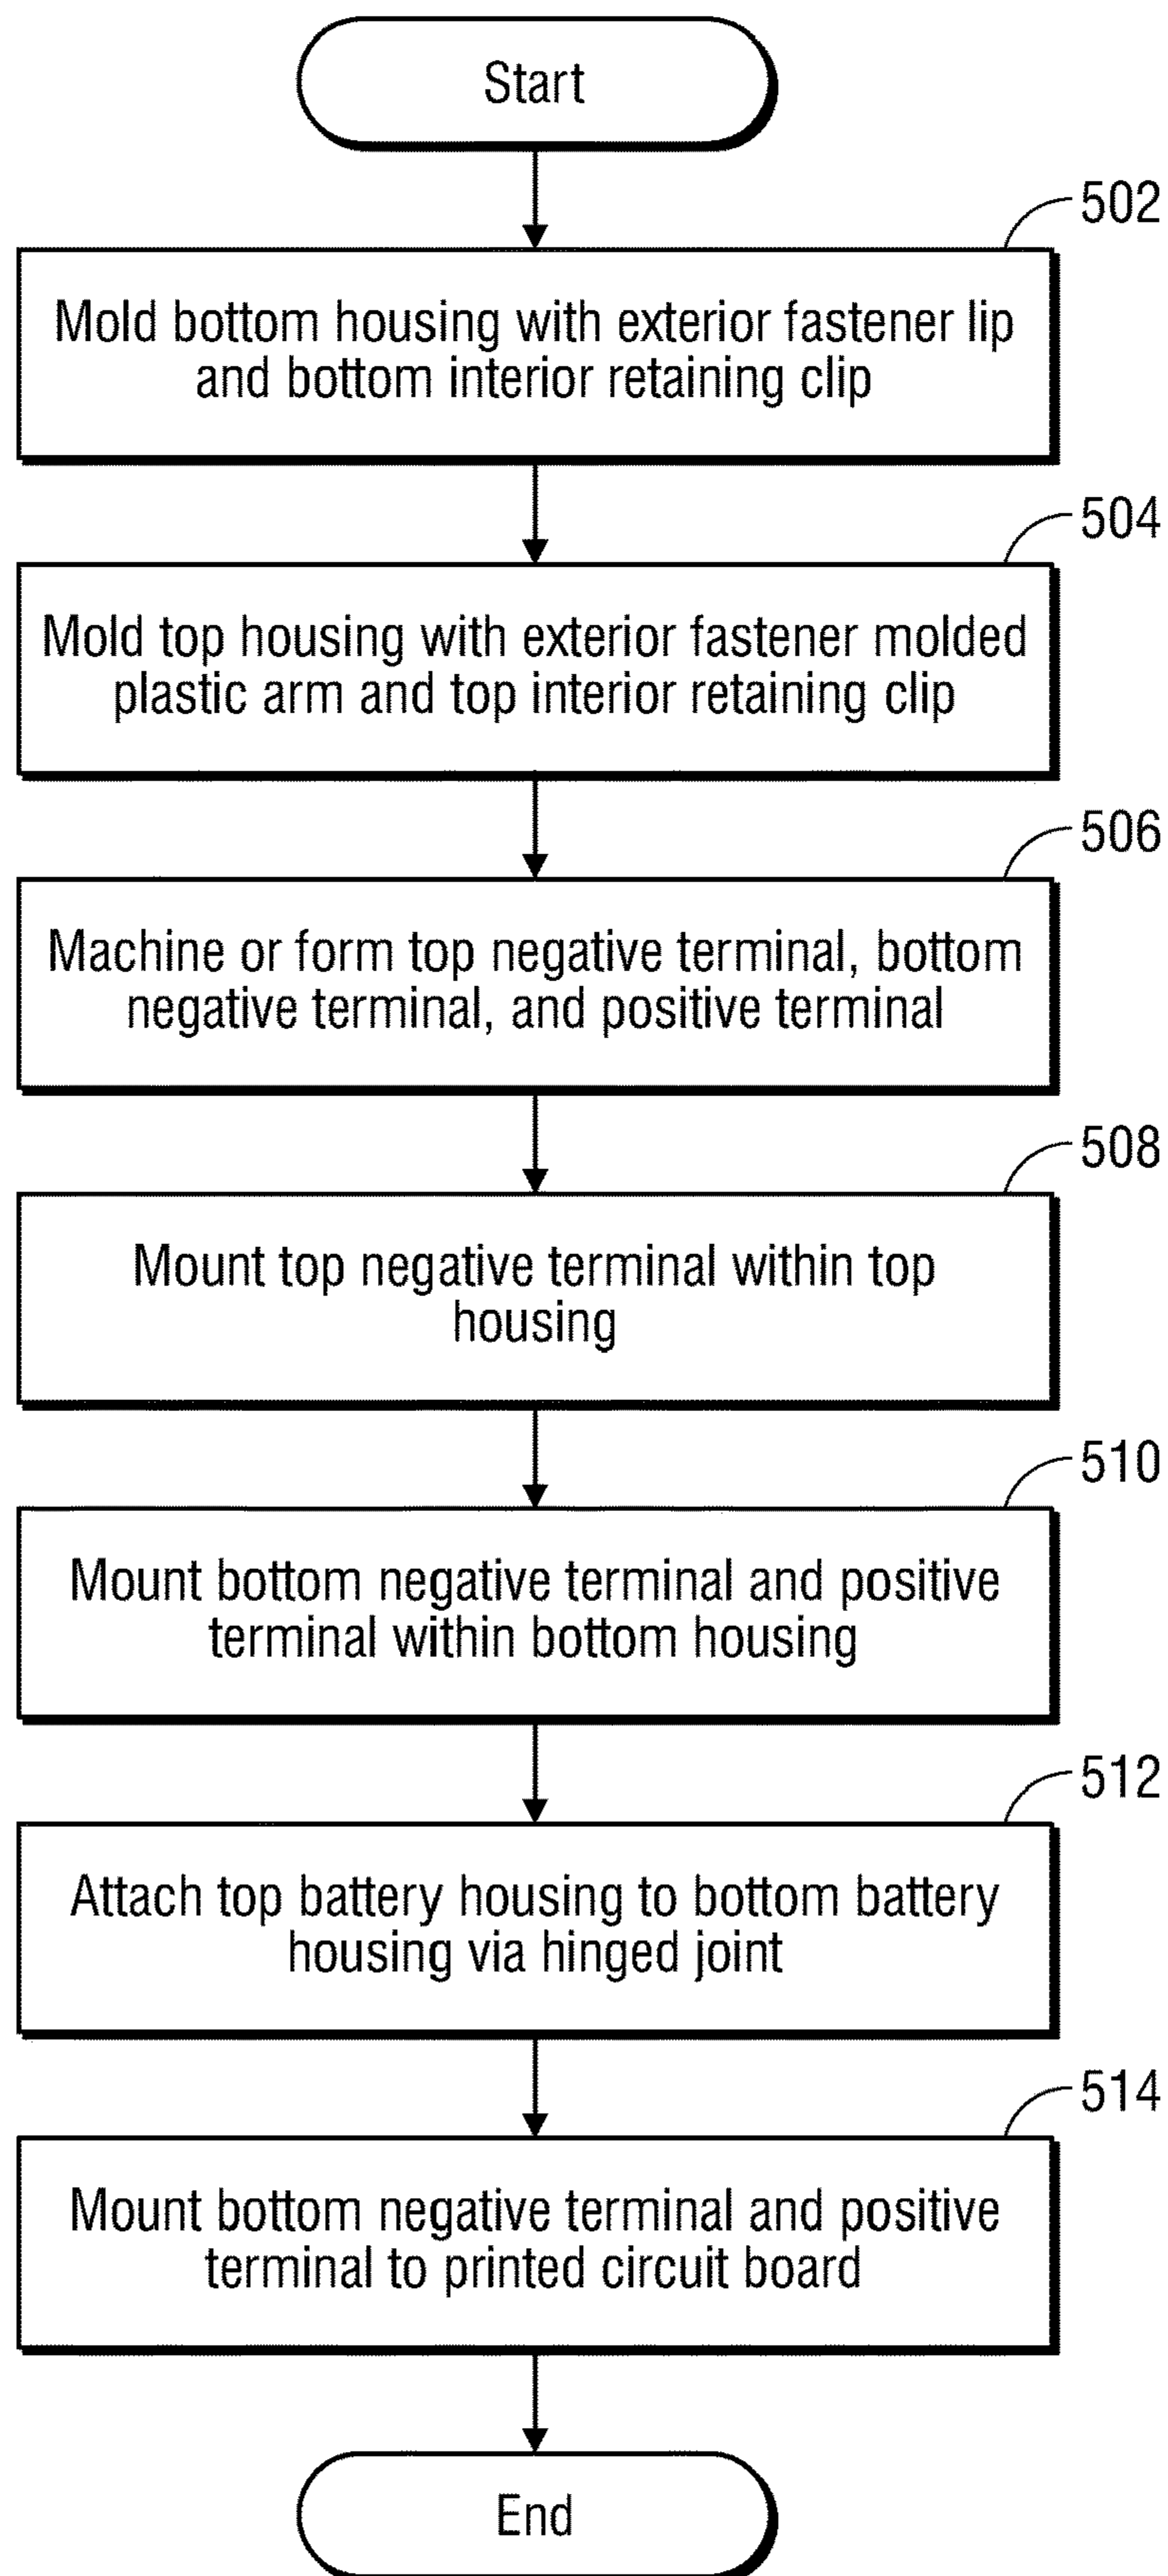 Start
502
Mold bottom housing with exterior fastener lip
and bottom interior retaining clip
504
Mold top housing with exterior fastener molded
plastic arm and top interior retaining clip
506
Machine or form top negative terminal, bottom
negative terminal, and positive terminal
508
Mount top negative terminal within top
housing
510
Mount bottom negative terminal and positive
terminal within bottom housing
512
Attach top battery housing to bottom battery
housing via hinged joint
514
Mount bottom negative terminal and positive
terminal to printed circuit board
End